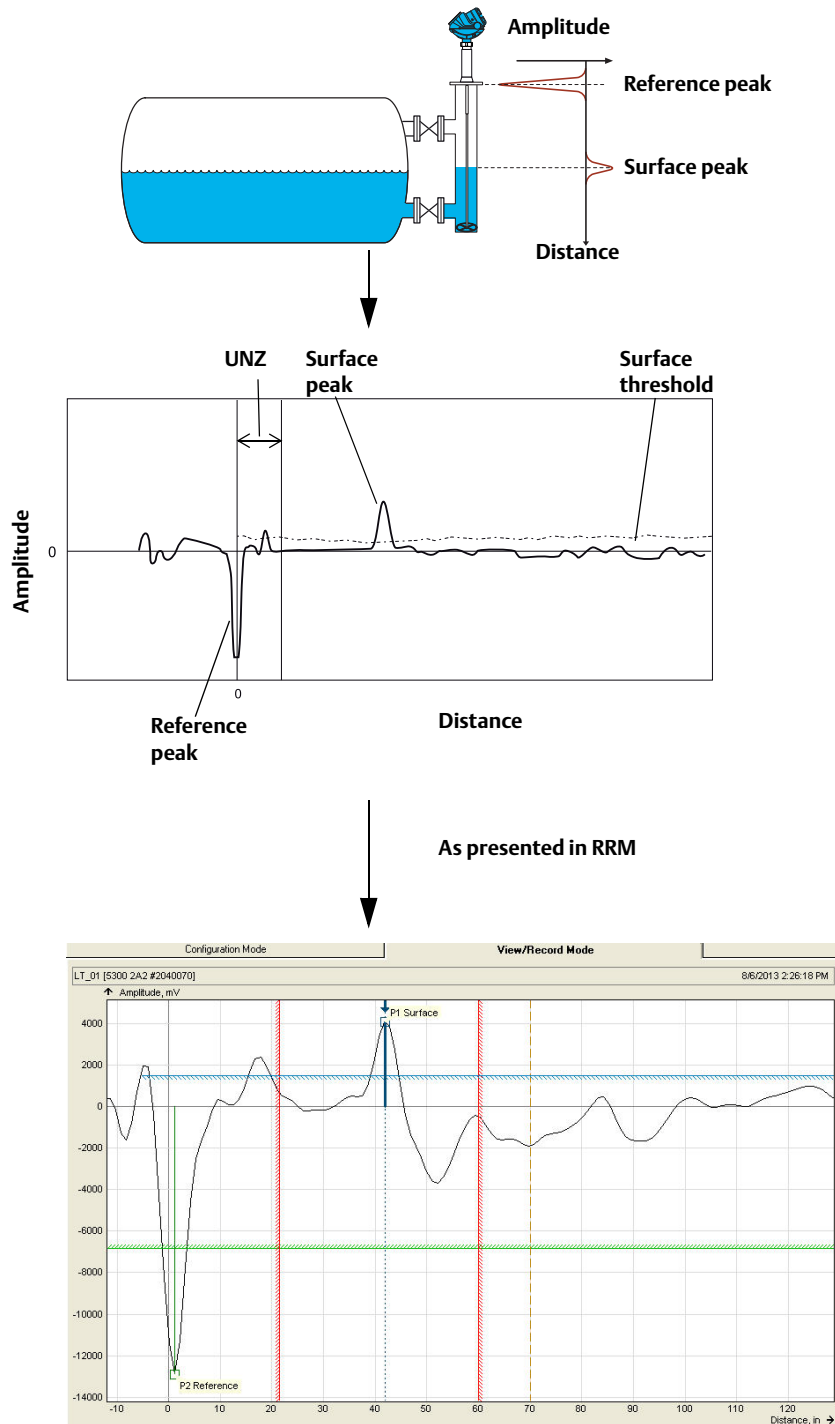 Amplitude
Reference peak
Surface peak
Distance
UNZ
Surface
peak
Surface
threshold
Amplitude
0
0
Reference
peak
Distance
As presented in RRM
Configuration Mode
View/Record Mode
LT_01 [5300 2A2 #2040070]
8/6/2013 2:26:18 PM
Amplitude, mV
P1 Surface
4000
2000
0
-2000
-4000
-6000
-8000
-10000
-12000
-14000
P2 Reference
-10 0 10 20 30 40 50 60 70 80 90 100 110 120
Distance, in